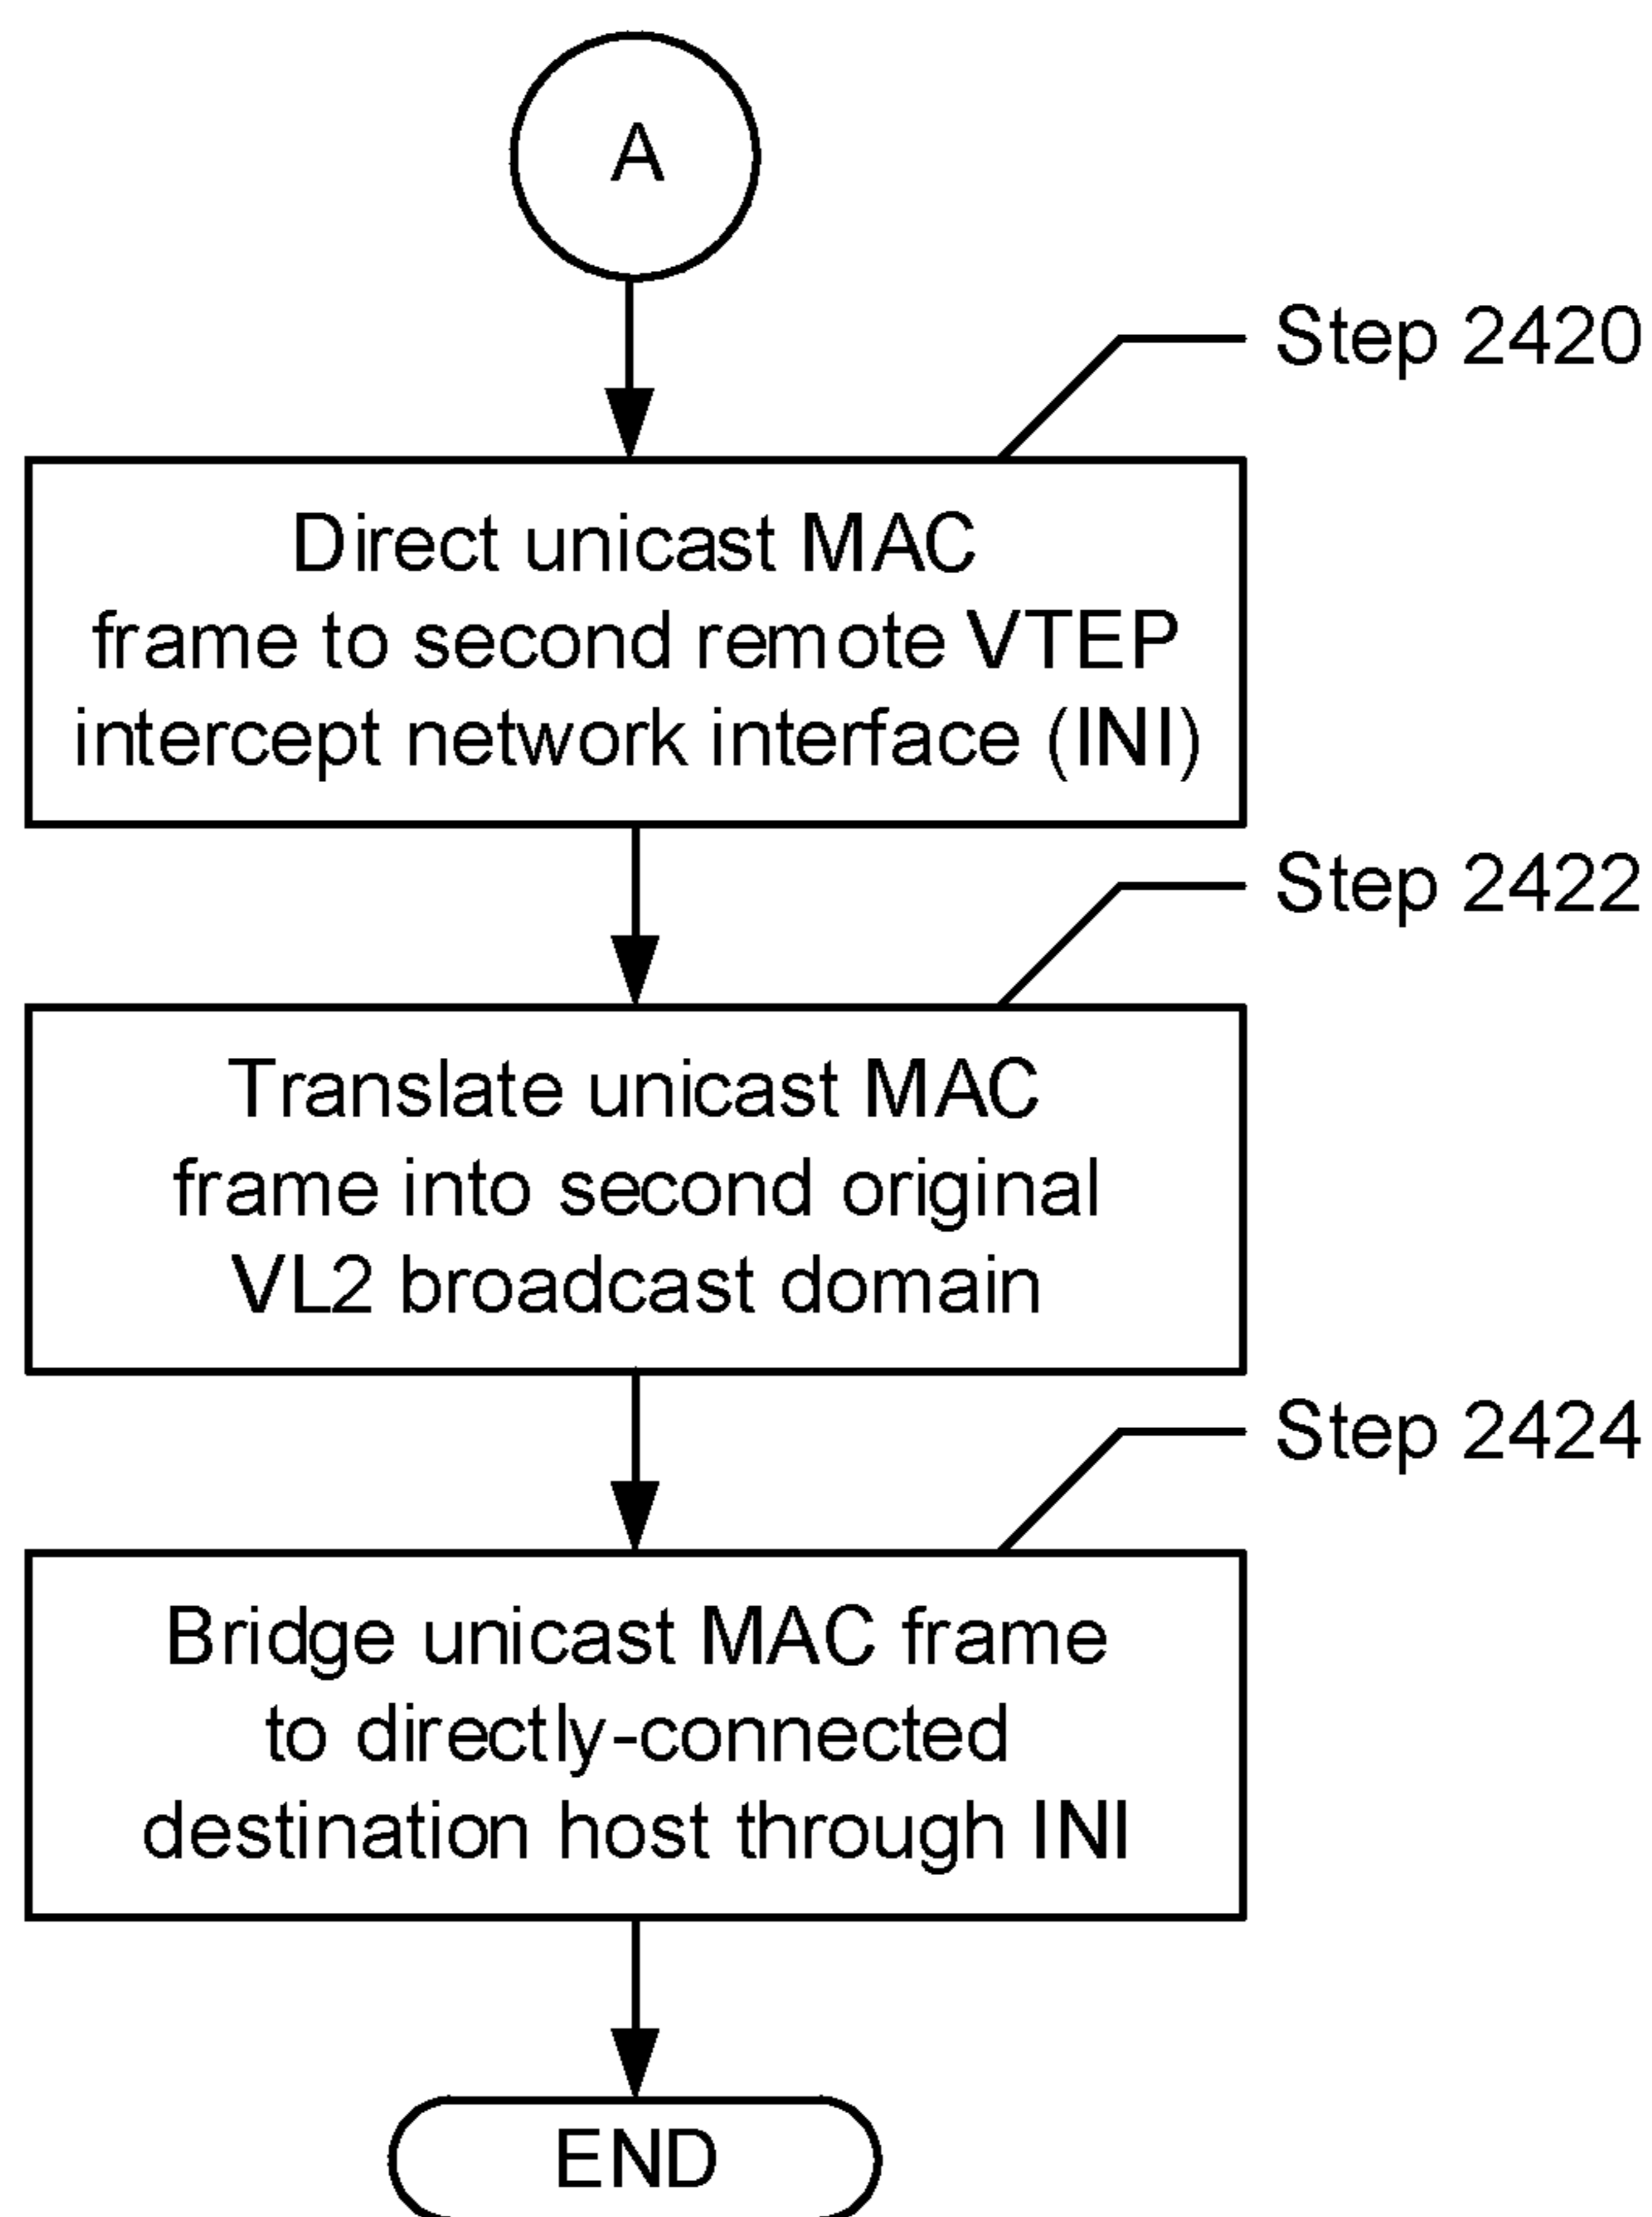 A
Step 2420
Direct unicast MAC
frame to second remote VTEP
intercept network interface (INI)
Step 2422
Translate unicast MAC
frame into second original
VL2 broadcast domain
Step 2424
Bridge unicast MAC frame
to directly-connected
destination host through INI
END